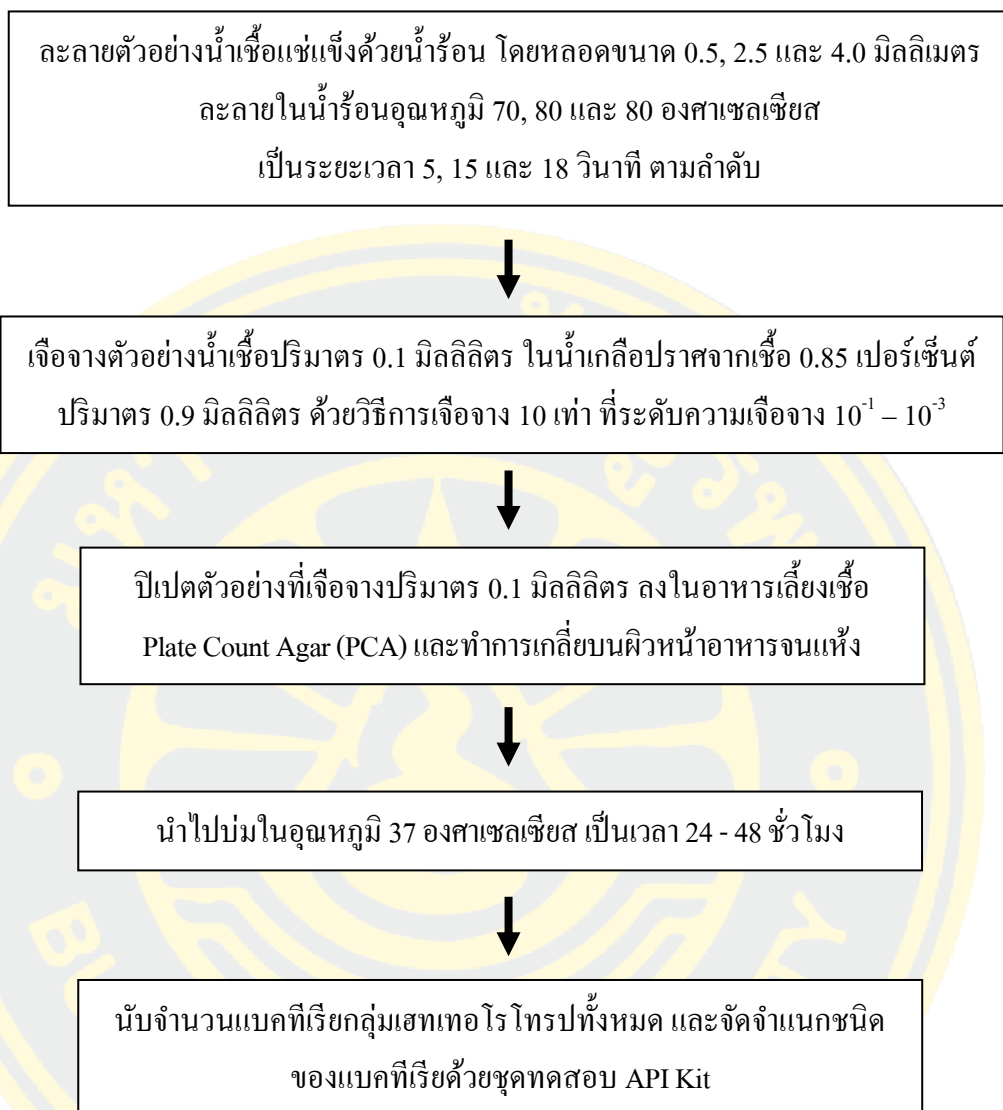 ละลายตัวอย่างน้ำเชื้อแช่แข็งด้วยน้ำร้อน โดยหลอดขนาด 0.5, 2.5 และ 4.0 มิลลิเมตร
ละลายในน้ำร้อนอุณหภูมิ 70, 80 และ 80 องศาเซลเซียส
เป็นระยะเวลา 5, 15 และ 18 วินาที ตามลำดับ
เจือจางตัวอย่างน้ำเชื้อปริมาตร 0.1 มิลลิลิตร ในน้ำเกลือปราศจากเชื้อ 0.85 เปอร์เซ็นต์
ปริมาตร 0.9 มิลลิลิตร ด้วยวิธีการเจือจาง 10 เท่า ที่ระดับความเจือจาง 10⁻¹ – 10⁻³
ปิเปตตัวอย่างที่เจือจางปริมาตร 0.1 มิลลิลิตร ลงในอาหารเลี้ยงเชื้อ
Plate Count Agar (PCA) และทำการเกลี่ยบนผิวหน้าอาหารจนแห้ง
นำไปบ่มในอุณหภูมิ 37 องศาเซลเซียส เป็นเวลา 24 - 48 ชั่วโมง
นับจำนวนแบคทีเรียกลุ่มเฮทเทอโรโทรปทั้งหมด และจัดจำแนกชนิด
ของแบคทีเรียด้วยชุดทดสอบ API Kit